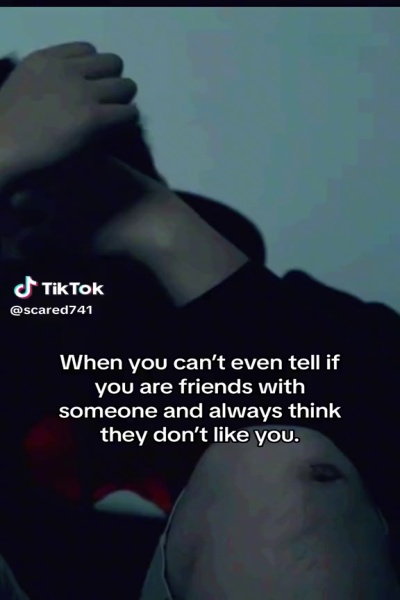 TikTok
@scared741
When you can't even tell if
you are friends with
someone and always think
they don't like you.